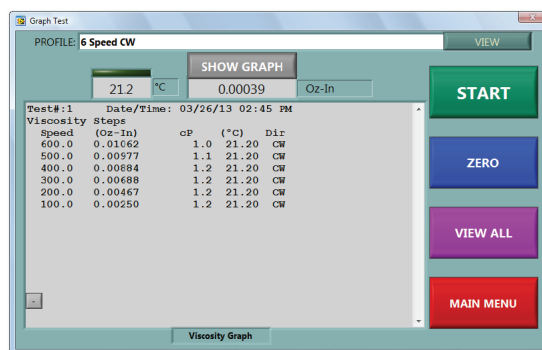 Graph Test
PROFILE: 6 Speed CW VIEW
SHOW GRAPH
21.2 °C 0.00039 Oz-In
START
Test#:1 Date/Time: 03/26/13 02:45 PM
Viscosity Steps
Speed (Oz-In) cP (°C) Dir
600.0 0.01062 1.0 21.20 CW
500.0 0.00977 1.1 21.20 CW
400.0 0.00884 1.2 21.20 CW
300.0 0.00688 1.2 21.20 CW
200.0 0.00467 1.2 21.20 CW
100.0 0.00250 1.2 21.20 CW
ZERO
VIEW ALL
-
MAIN MENU
Viscosity Graph